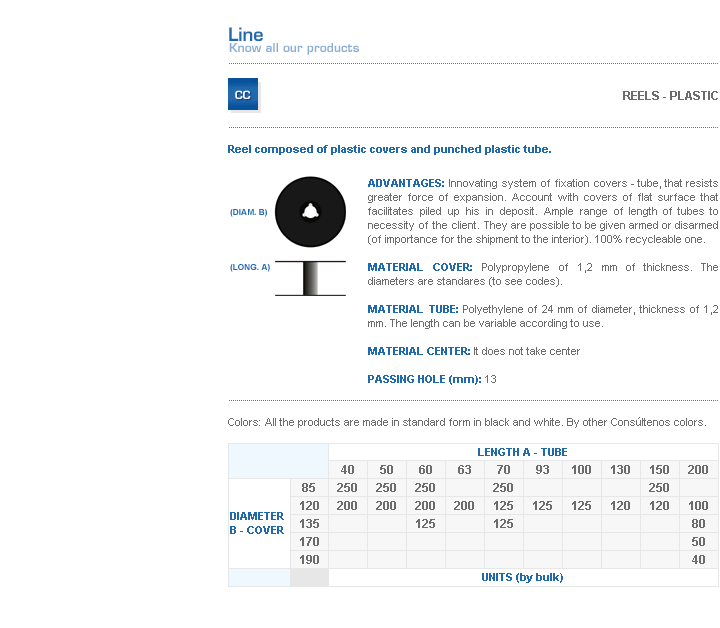 Line
Know all our products
CC
REELS - PLASTIC
Reel composed of plastic covers and punched plastic tube.
(DIAM. B)
(LONG. A)
ADVANTAGES: Innovating system of fixation covers - tube, that resists
greater force of expansion. Account with covers of flat surface that
facilitates piled up his in deposit. Ample range of length of tubes to
necessity of the client. They are possible to be given armed or disarmed
(of importance for the shipment to the interior). 100% recycleable one.
MATERIAL COVER: Polypropylene of 1,2 mm of thickness. The
diameters are standares (to see codes).
MATERIAL TUBE: Polyethylene of 24 mm of diameter, thickness of 1,2
mm. The length can be variable according to use.
MATERIAL CENTER: It does not take center
PASSING HOLE (mm): 13
Colors: All the products are made in standard form in black and white. By other Consúltenos colors.
LENGTH A - TUBE
40 50 60 63 70 93 100 130 150 200
DIAMETER
B - COVER
85 250 250 250 250 250
120 200 200 200 200 125 125 125 120 120 100
135 125 125 80
170 50
190 40
UNITS (by bulk)